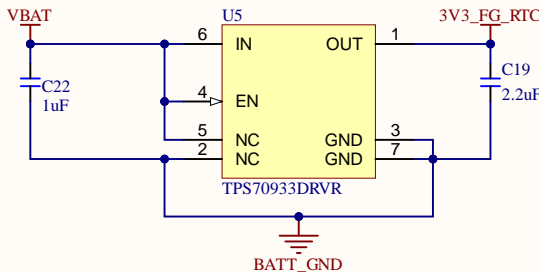 VBAT
U5
3V3_FG_RTC
6 IN OUT 1
C22
1uF
C19
2.2uF
4 EN
5 NC GND 3
2 NC GND 7
TPS70933DRVR
BATT_GND